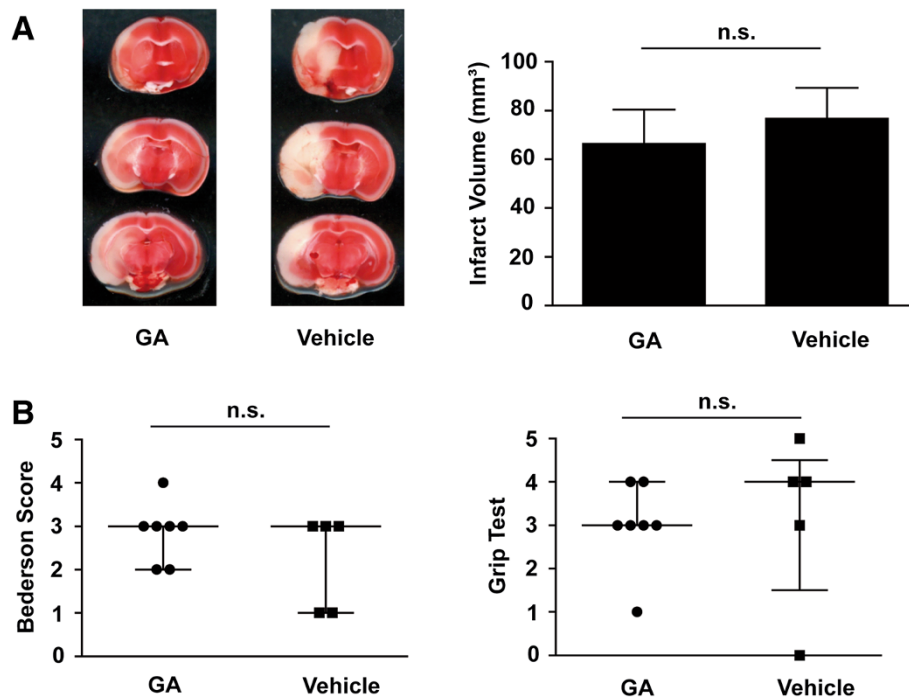 A
GA
Vehicle
n.s.
Infarct Volume (mm³)
100
80
60
40
20
0
GA
Vehicle
B
n.s.
Bederson Score
5
4
3
2
1
0
GA
Vehicle
n.s.
Grip Test
5
4
3
2
1
0
GA
Vehicle